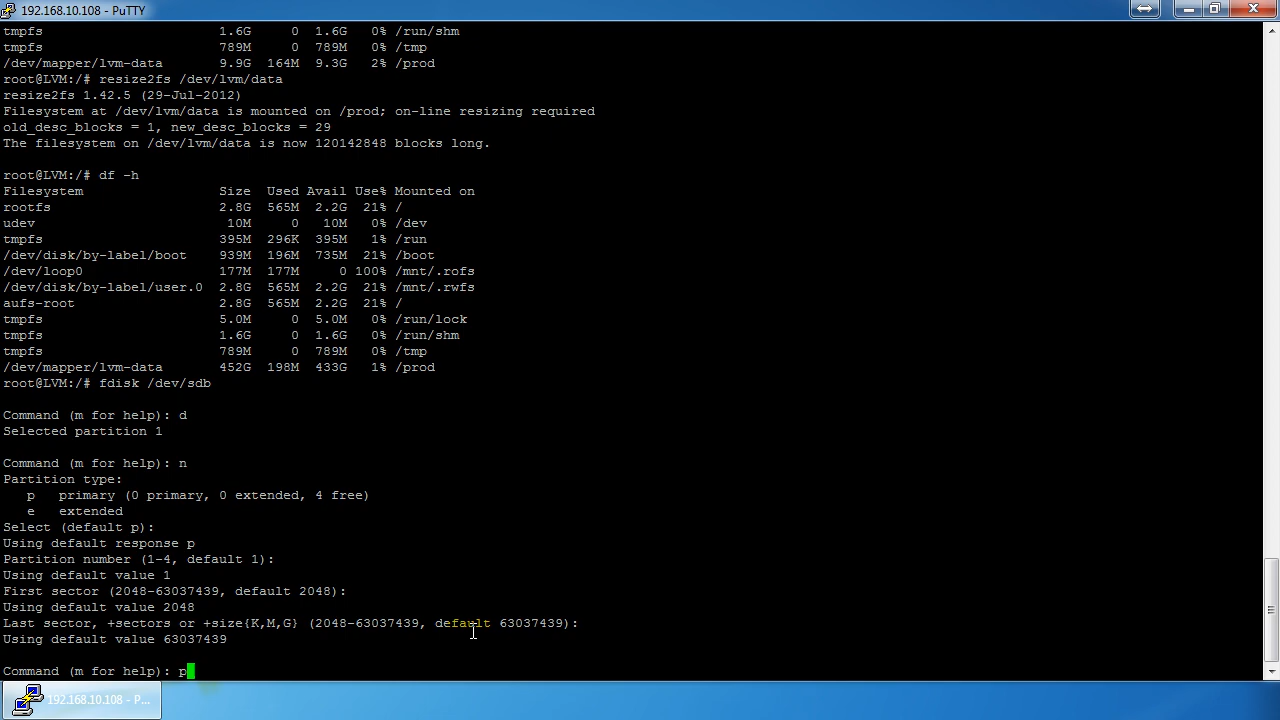 192.168.10.108 - PuTTY
tmpfs 1.6G 0 1.6G 0% /run/shm
tmpfs 789M 0 789M 0% /tmp
/dev/mapper/lvm-data 9.9G 164M 9.3G 2% /prod
root@LVM:/# resize2fs /dev/lvm/data
resize2fs 1.42.5 (29-Jul-2012)
Filesystem at /dev/lvm/data is mounted on /prod; on-line resizing required
old_desc_blocks = 1, new_desc_blocks = 29
The filesystem on /dev/lvm/data is now 120142848 blocks long.
root@LVM:/# df -h
Filesystem Size Used Avail Use% Mounted on
rootfs 2.8G 565M 2.2G 21% /
udev 10M 0 10M 0% /dev
tmpfs 395M 296K 395M 1% /run
/dev/disk/by-label/boot 939M 196M 735M 21% /boot
/dev/loop0 177M 177M 0 100% /mnt/.rofs
/dev/disk/by-label/user.0 2.8G 565M 2.2G 21% /mnt/.rwfs
aufs-root 2.8G 565M 2.2G 21% /
tmpfs 5.0M 0 5.0M 0% /run/lock
tmpfs 1.6G 0 1.6G 0% /run/shm
tmpfs 789M 0 789M 0% /tmp
/dev/mapper/lvm-data 452G 198M 433G 1% /prod
root@LVM:/# fdisk /dev/sdb
Command (m for help): d
Selected partition 1
Command (m for help): n
Partition type:
p primary (0 primary, 0 extended, 4 free)
e extended
Select (default p):
Using default response p
Partition number (1-4, default 1):
Using default value 1
First sector (2048-63037439, default 2048):
Using default value 2048
Last sector, +sectors or +size{K,M,G} (2048-63037439, default 63037439):
Using default value 63037439
Command (m for help): p
192.168.10.108 - P...